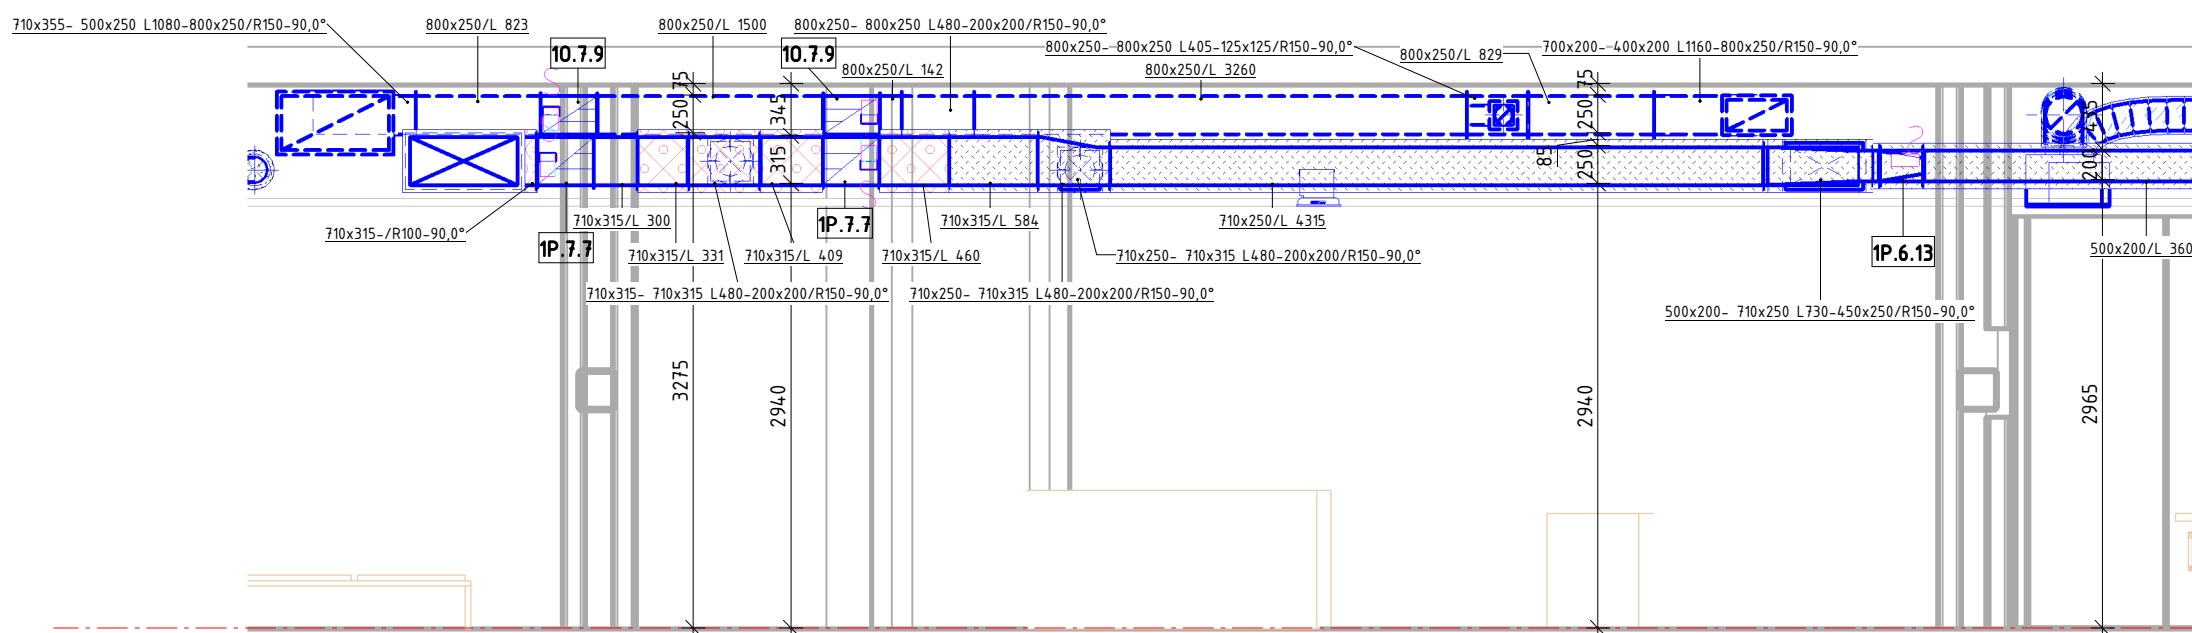 710x355- 500x250 L1080-800x250/R150-90,0°
800x250/L 823
800x250/L 1500
800x250- 800x250 L480-200x200/R150-90,0°
800x250-800x250 L405-125x125/R150-90,0°
800x250/L 829
700x200-400x200 L1160-800x250/R150-90,0°
10.7.9
10.7.9
800x250/L 142
800x250/L 3260
75
250
345
315
75
250
85
250
200
710x315-/R100-90,0°
710x315/L 300
1P.7.7
1P.7.7
710x315/L 584
710x250/L 4315
710x315/L 331
710x315/L 409
710x315/L 460
710x250- 710x315 L480-200x200/R150-90,0°
1P.6.13
500x200/L 360
710x315- 710x315 L480-200x200/R150-90,0°
710x250- 710x315 L480-200x200/R150-90,0°
500x200- 710x250 L730-450x250/R150-90,0°
3275
2940
2940
2965